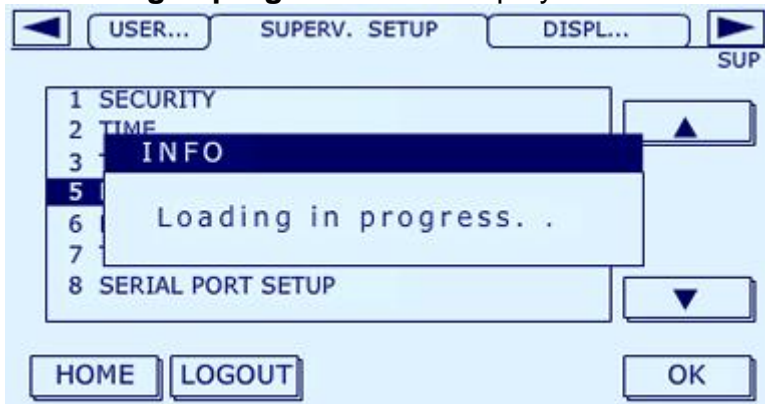 USER... SUPERV. SETUP DISPL...
SUP
1 SECURITY
2 TIME
3
INFO
5
Loading in progress. .
6
7
8 SERIAL PORT SETUP
HOME LOGOUT OK